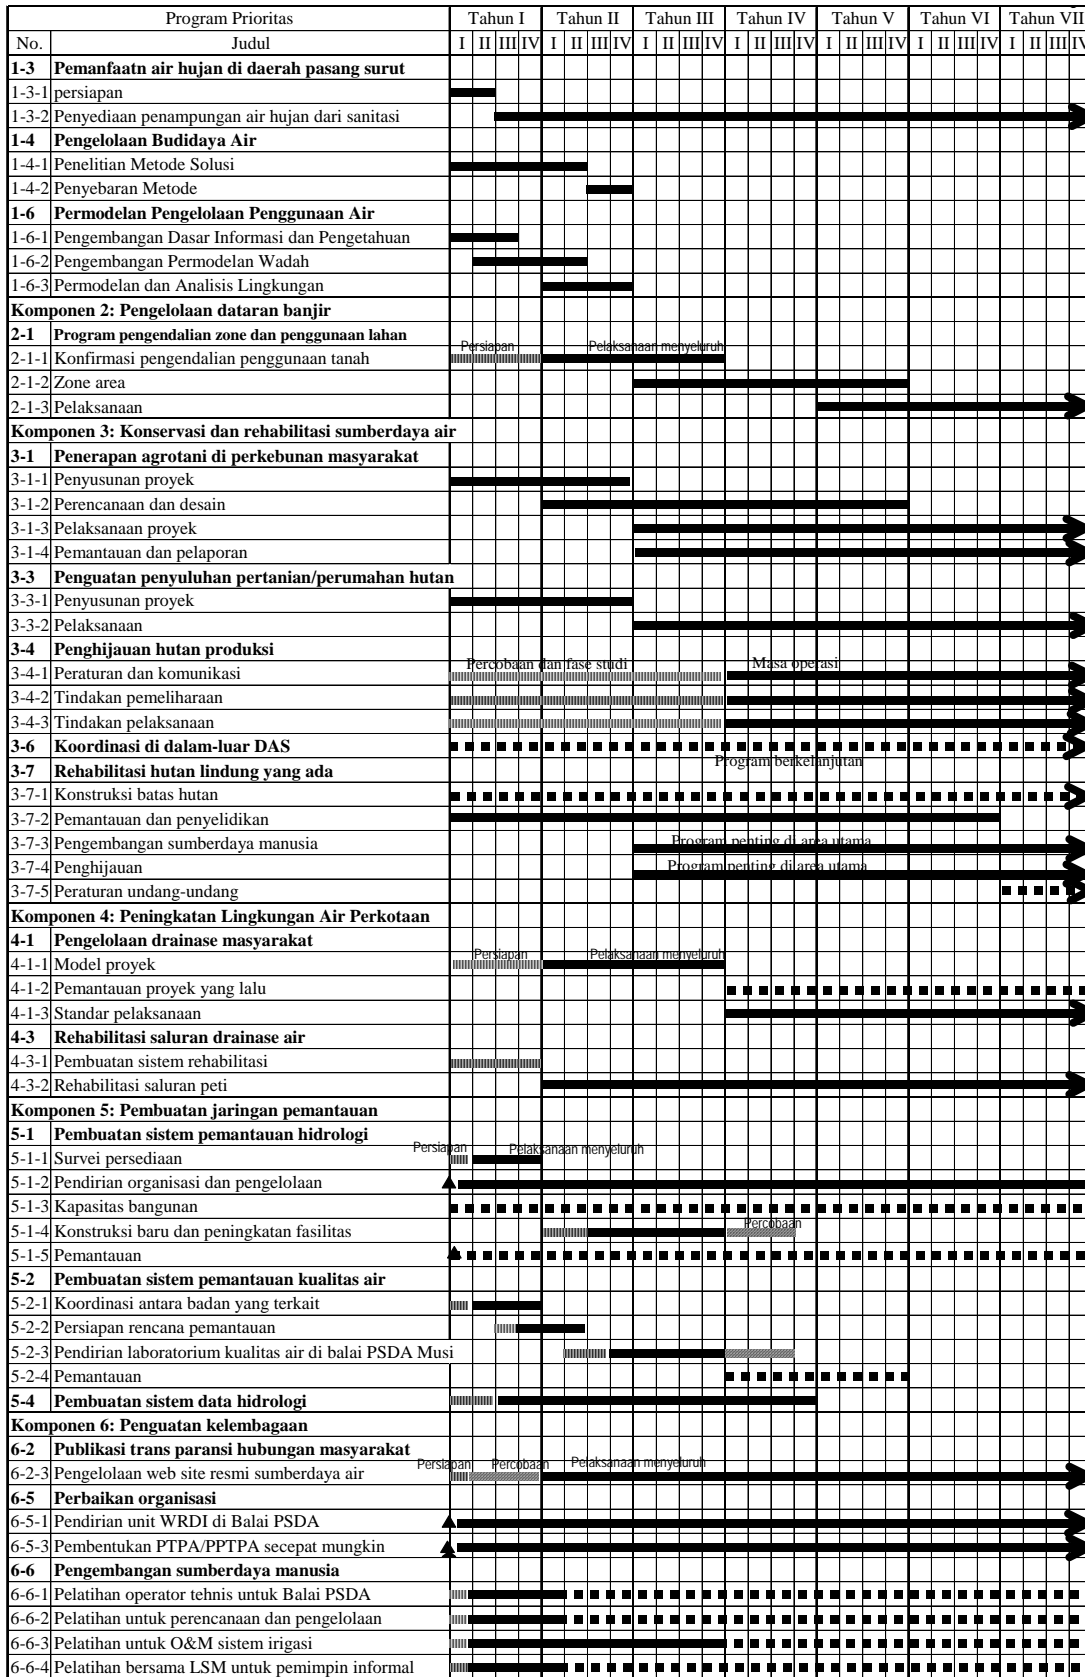 Program Prioritas Tahun I Tahun II Tahun III Tahun IV Tahun V Tahun VI Tahun VII
No. Judul I II III IV I II III IV I II III IV I II III IV I II III IV I II III IV I II III IV
1-3 Pemanfaatn air hujan di daerah pasang surut
1-3-1 persiapan
1-3-2 Penyediaan penampungan air hujan dari sanitasi
1-4 Pengelolaan Budidaya Air
1-4-1 Penelitian Metode Solusi
1-4-2 Penyebaran Metode
1-6 Permodelan Pengelolaan Penggunaan Air
1-6-1 Pengembangan Dasar Informasi dan Pengetahuan
1-6-2 Pengembangan Permodelan Wadah
1-6-3 Permodelan dan Analisis Lingkungan
Komponen 2: Pengelolaan dataran banjir
2-1 Program pengendalian zone dan penggunaan lahan
Persiapan Pelaksanaan menyeluruh
2-1-1 Konfirmasi pengendalian penggunaan tanah
2-1-2 Zone area
2-1-3 Pelaksanaan
Komponen 3: Konservasi dan rehabilitasi sumberdaya air
3-1 Penerapan agrotani di perkebunan masyarakat
3-1-1 Penyusunan proyek
3-1-2 Perencanaan dan desain
3-1-3 Pelaksanaan proyek
3-1-4 Pemantauan dan pelaporan
3-3 Penguatan penyuluhan pertanian/perumahan hutan
3-3-1 Penyusunan proyek
3-3-2 Pelaksanaan
3-4 Penghijauan hutan produksi
Percobaan dan fase studi Masa operasi
3-4-1 Peraturan dan komunikasi
3-4-2 Tindakan pemeliharaan
3-4-3 Tindakan pelaksanaan
3-6 Koordinasi di dalam-luar DAS
Program berkelanjutan
3-7 Rehabilitasi hutan lindung yang ada
3-7-1 Konstruksi batas hutan
3-7-2 Pemantauan dan penyelidikan
3-7-3 Pengembangan sumberdaya manusia Program penting di area utama
3-7-4 Penghijauan Program penting di area utama
3-7-5 Peraturan undang-undang
Komponen 4: Peningkatan Lingkungan Air Perkotaan
4-1 Pengelolaan drainase masyarakat
Persiapan Pelaksanaan menyeluruh
4-1-1 Model proyek
4-1-2 Pemantauan proyek yang lalu
4-1-3 Standar pelaksanaan
4-3 Rehabilitasi saluran drainase air
4-3-1 Pembuatan sistem rehabilitasi
4-3-2 Rehabilitasi saluran peti
Komponen 5: Pembuatan jaringan pemantauan
5-1 Pembuatan sistem pemantauan hidrologi
Persiapan Pelaksanaan menyeluruh
5-1-1 Survei persediaan
5-1-2 Pendirian organisasi dan pengelolaan
5-1-3 Kapasitas bangunan
5-1-4 Konstruksi baru dan peningkatan fasilitas Percobaan
5-1-5 Pemantauan
5-2 Pembuatan sistem pemantauan kualitas air
5-2-1 Koordinasi antara badan yang terkait
5-2-2 Persiapan rencana pemantauan
5-2-3 Pendirian laboratorium kualitas air di balai PSDA Musi
5-2-4 Pemantauan
5-4 Pembuatan sistem data hidrologi
Komponen 6: Penguatan kelembagaan
6-2 Publikasi trans paransi hubungan masyarakat
Persiapan Percobaan Pelaksanaan menyeluruh
6-2-3 Pengelolaan web site resmi sumberdaya air
6-5 Perbaikan organisasi
6-5-1 Pendirian unit WRDI di Balai PSDA
6-5-3 Pembentukan PTPA/PPTPA secepat mungkin
6-6 Pengembangan sumberdaya manusia
6-6-1 Pelatihan operator tehnis untuk Balai PSDA
6-6-2 Pelatihan untuk perencanaan dan pengelolaan
6-6-3 Pelatihan untuk O&M sistem irigasi
6-6-4 Pelatihan bersama LSM untuk pemimpin informal